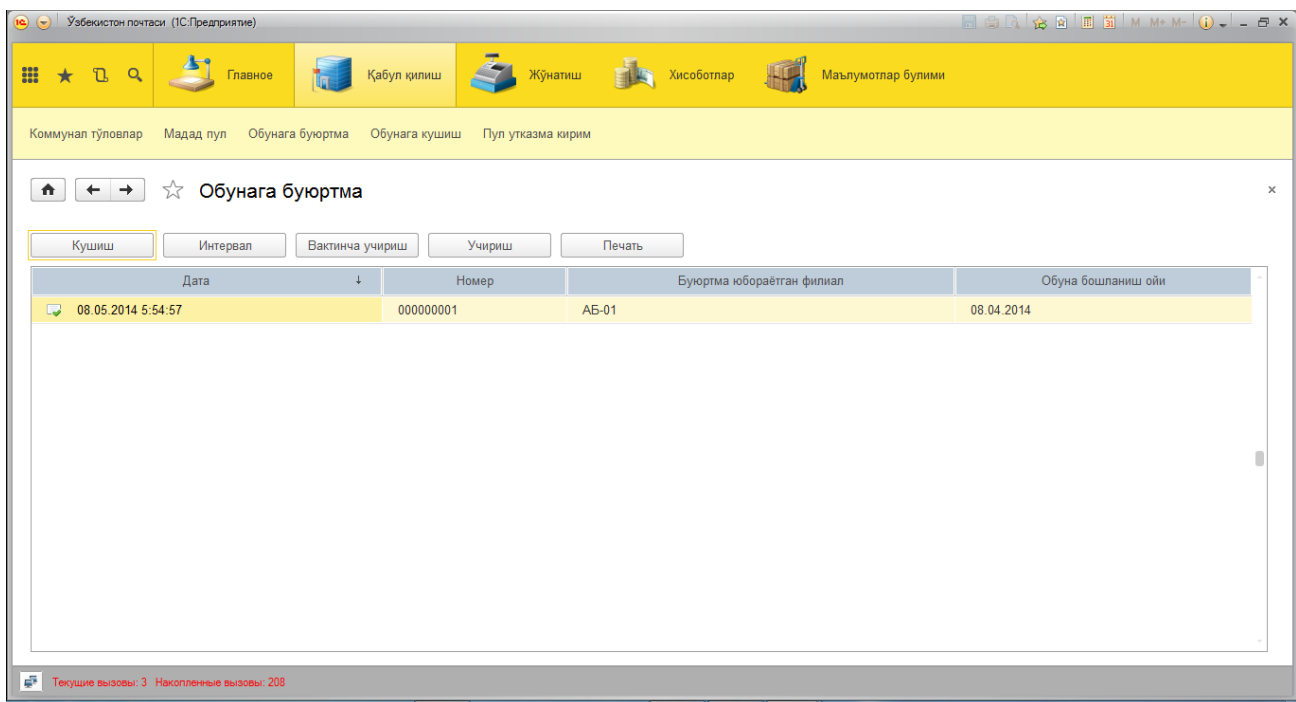 Ўзбекистон почтаси (1С:Предприятие)
M M+ M-
Главное Қабул қилиш Жўнатиш Хисоботлар Маълумотлар булими
Коммунал тўловлар Мадад пул Обунага буюртма Обунага кушиш Пул утказма кирим
Обунага буюртма
Кушиш Интервал Вактинча учириш Учириш Печать
Дата Номер Буюртма юбораётган филиал Обуна бошланиш ойи
08.05.2014 5:54:57 000000001 АБ-01 08.04.2014
Текущие вызовы: 3 Накопленные вызовы: 208